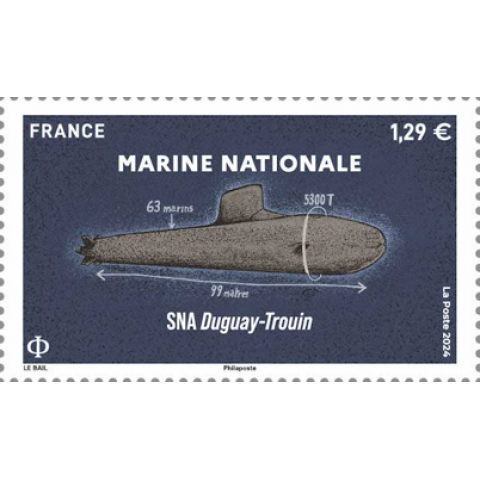 FRANCE
1,29 €
MARINE NATIONALE
63 marins
5300 T
99 mètres
SNA Duguay-Trouin
La Poste 2024
LE BAIL
Philaposte